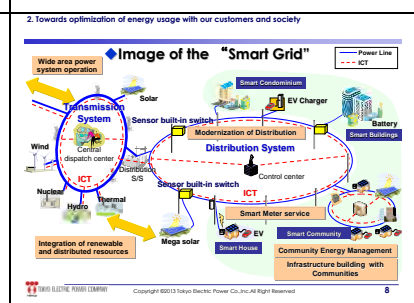 2. Towards optimization of energy usage with our customers and society
◆Image of the “Smart Grid”
Power Line
ICT
Wide area power
system operation
Solar
Smart Condominium
EV Charger
Transmission
System
Sensor built-in switch
Modernization of Distribution
Battery
Smart Buildings
Wind
Central
dispatch center
Distribution System
Distribution
S/S
Control center
ICT
Sensor built-in switch
ICT
Nuclear
Hydro
Thermal
Smart Meter service
Mega solar
EV
Smart House
Smart Community
Integration of renewable
and distributed resources
Community Energy Management
Infrastructure building with
Communities
TOKYO ELECTRIC POWER COMPANY
Copyright ©2013 Tokyo Electric Power Co.,Inc.All Right Reserved
8